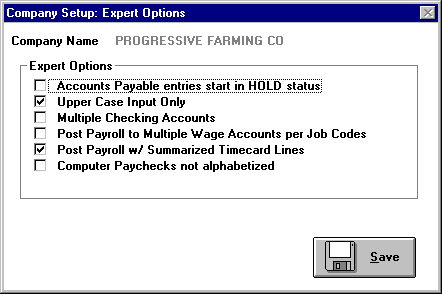 Company Setup: Expert Options
Company Name PROGRESSIVE FARMING CO
Expert Options
Accounts Payable entries start in HOLD status
Upper Case Input Only
Multiple Checking Accounts
Post Payroll to Multiple Wage Accounts per Job Codes
Post Payroll w/ Summarized Timecard Lines
Computer Paychecks not alphabetized
Save